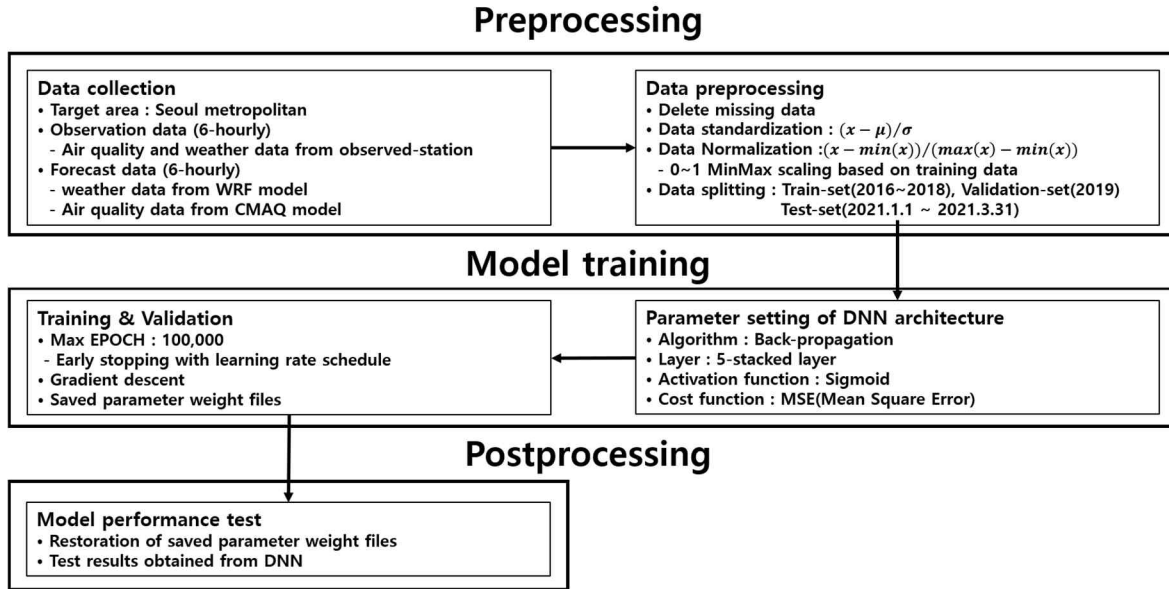 Preprocessing
Data collection
• Target area : Seoul metropolitan
• Observation data (6-hourly)
- Air quality and weather data from observed-station
• Forecast data (6-hourly)
- weather data from WRF model
- Air quality data from CMAQ model
Data preprocessing
• Delete missing data
• Data standardization : (x − μ)/σ
• Data Normalization :(x − min(x))/(max(x) − min(x))
- 0~1 MinMax scaling based on training data
• Data splitting : Train-set(2016~2018), Validation-set(2019)
Test-set(2021.1.1 ~ 2021.3.31)
Model training
Parameter setting of DNN architecture
• Algorithm : Back-propagation
• Layer : 5-stacked layer
• Activation function : Sigmoid
• Cost function : MSE(Mean Square Error)
Training & Validation
• Max EPOCH : 100,000
- Early stopping with learning rate schedule
• Gradient descent
• Saved parameter weight files
Postprocessing
Model performance test
• Restoration of saved parameter weight files
• Test results obtained from DNN